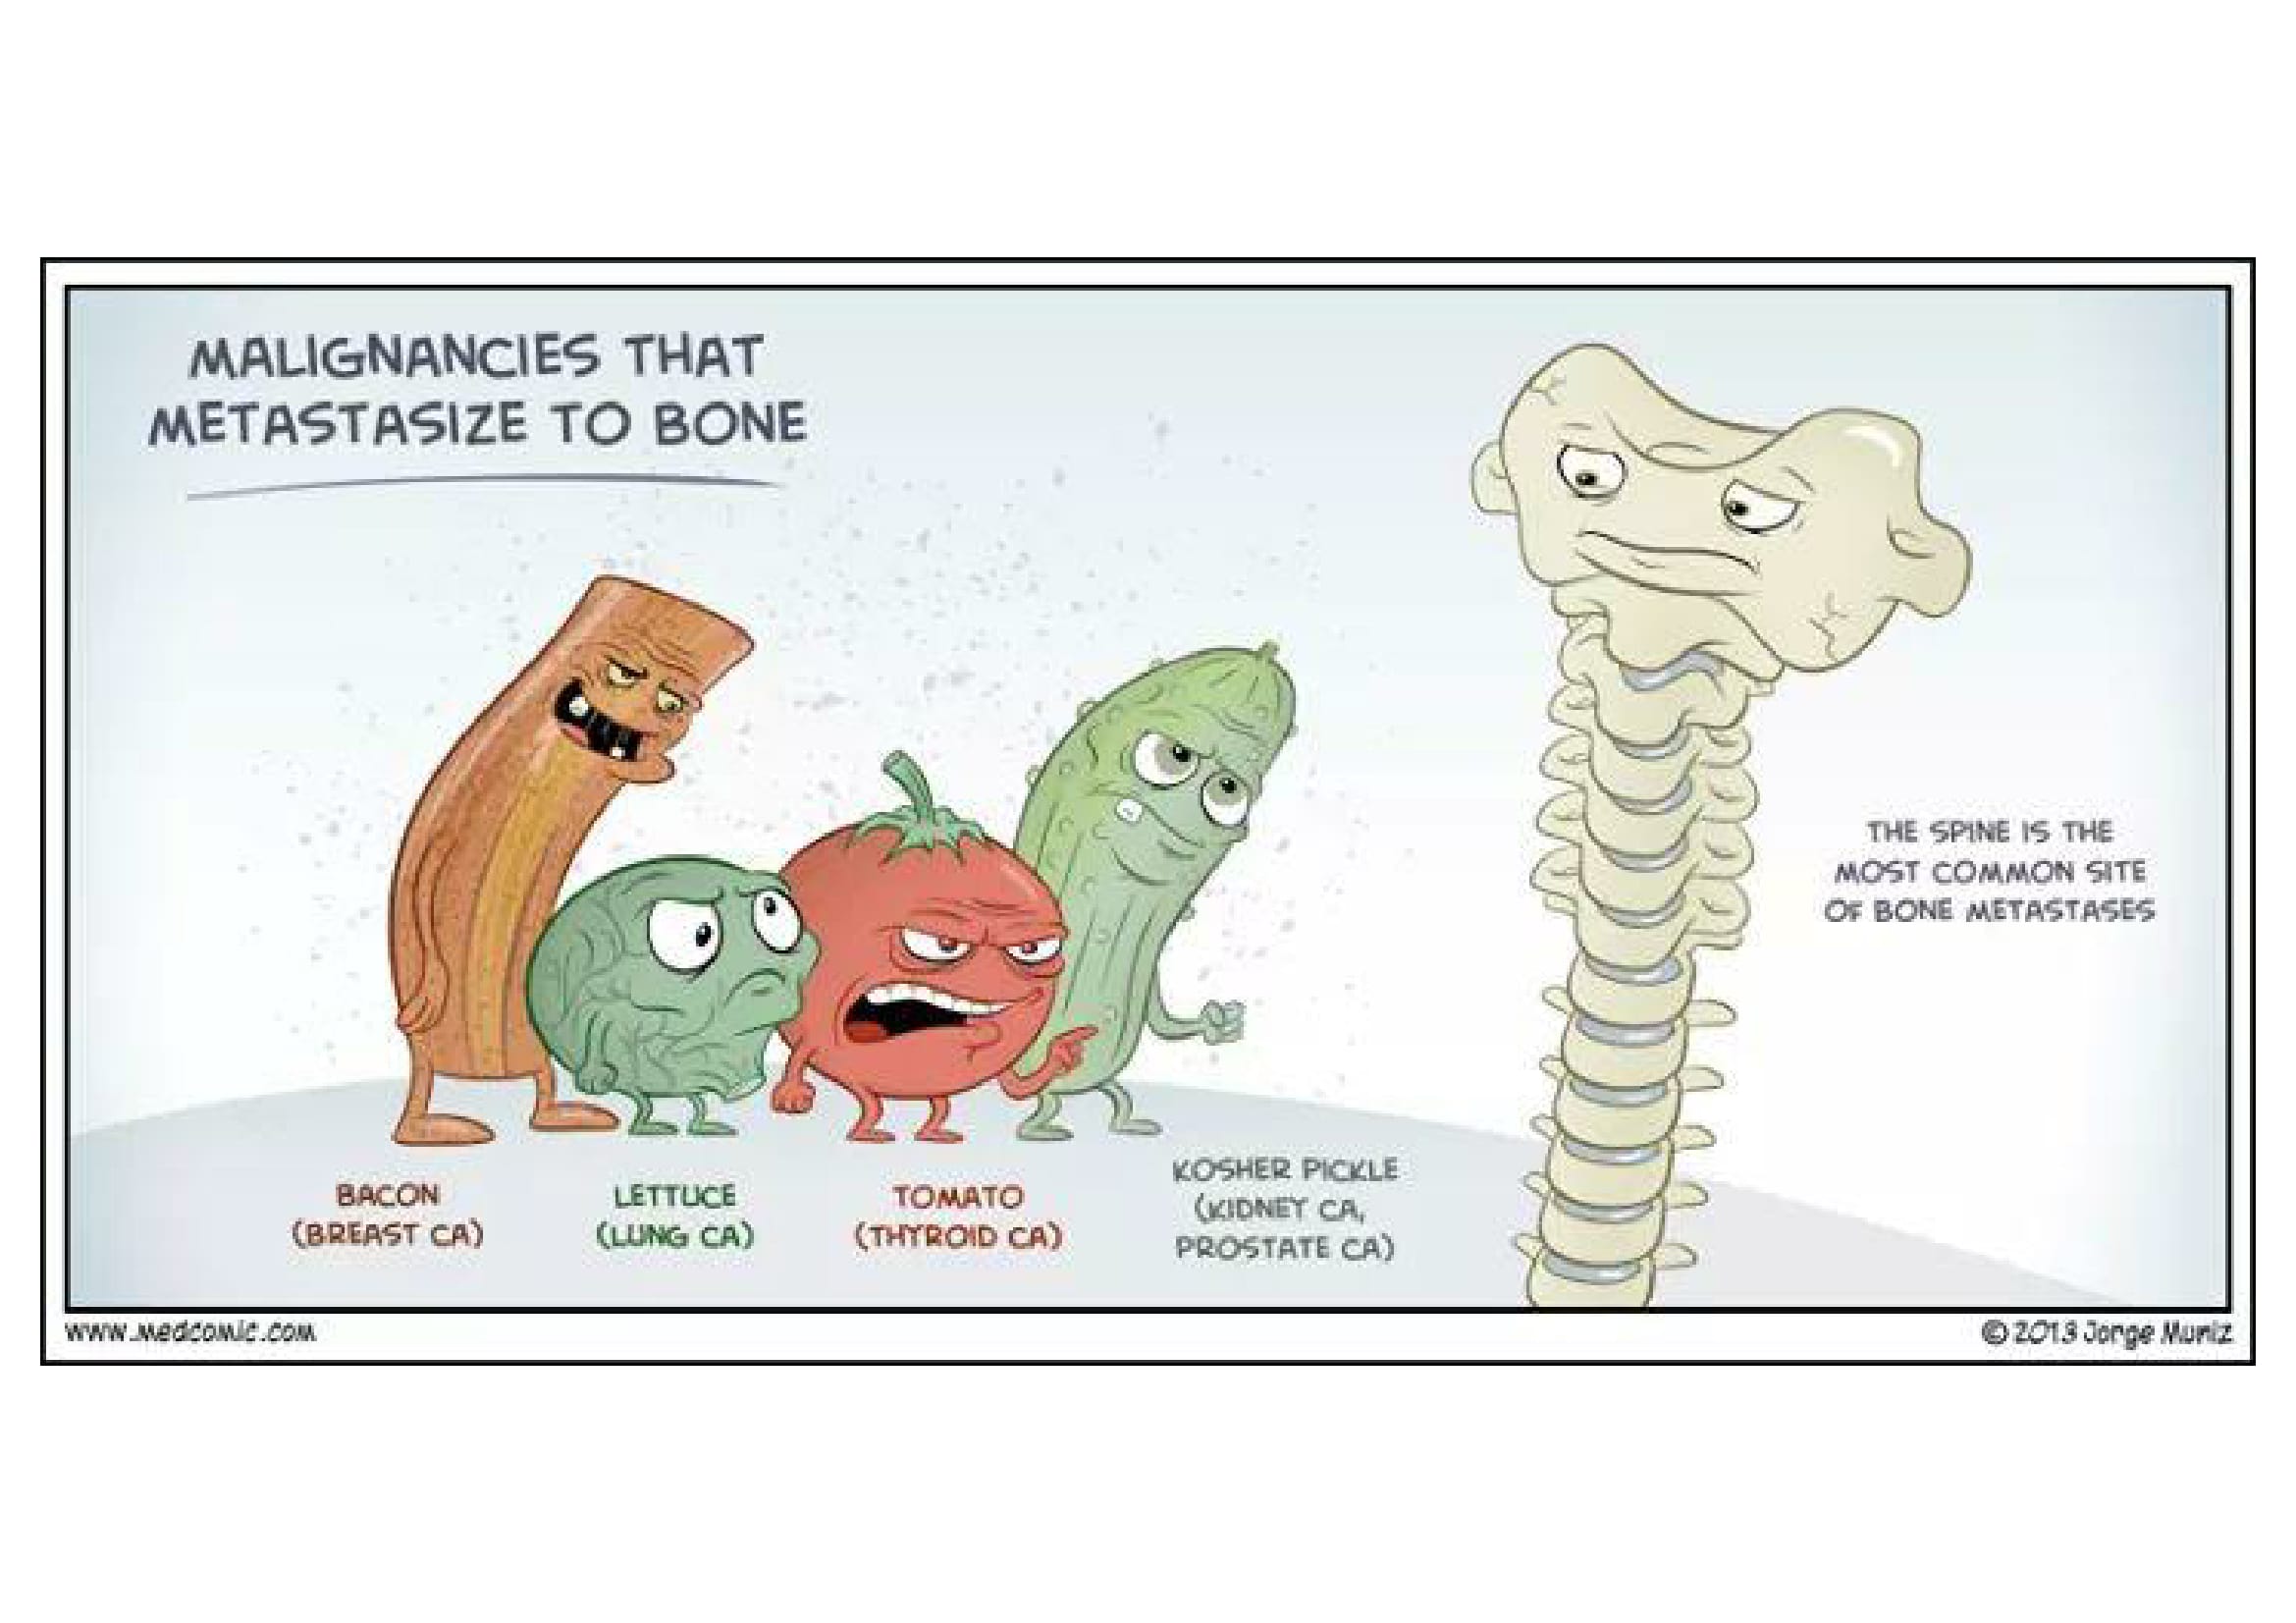 MALIGNANCIES THAT
METASTASIZE TO BONE
THE SPINE IS THE
MOST COMMON SITE
OF BONE METASTASES
BACON
(BREAST CA)
LETTUCE
(LUNG CA)
TOMATO
(THYROID CA)
KOSHER PICKLE
(KIDNEY CA,
PROSTATE CA)
www.medcomic.com
© 2013 Jorge Muniz